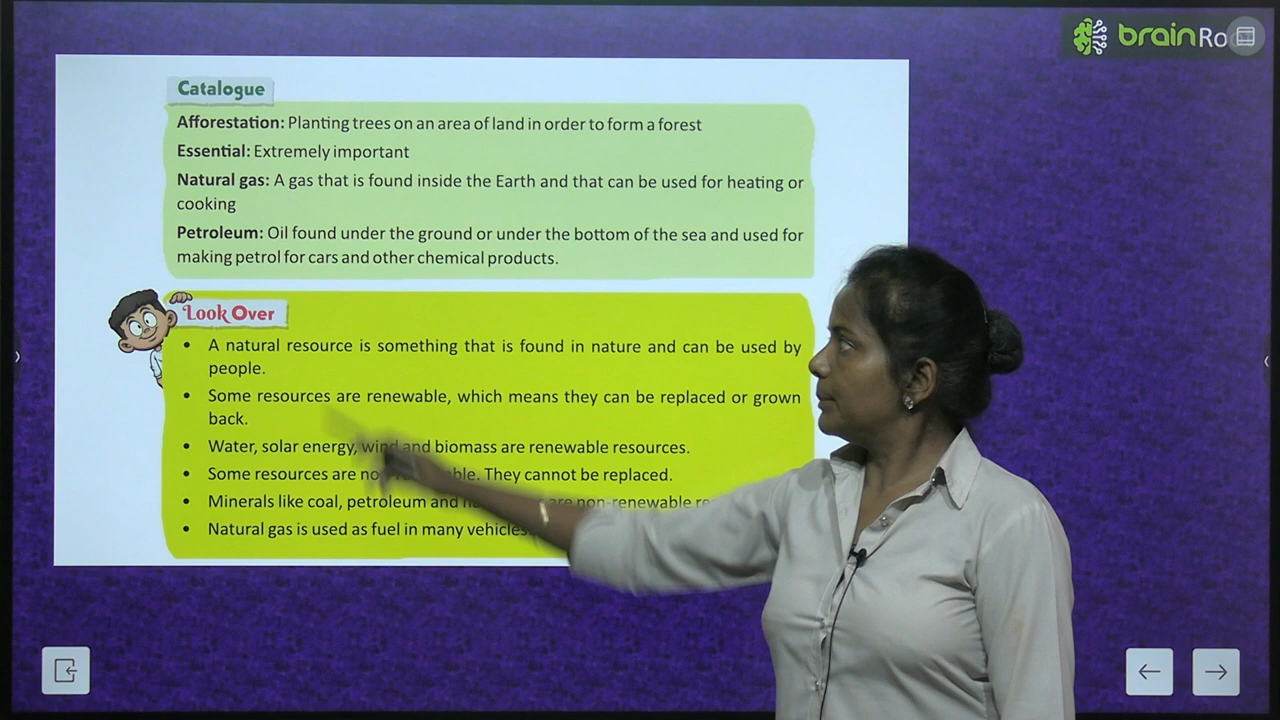 brainRo
Catalogue
Afforestation: Planting trees on an area of land in order to form a forest
Essential: Extremely important
Natural gas: A gas that is found inside the Earth and that can be used for heating or
cooking
Petroleum: Oil found under the ground or under the bottom of the sea and used for
making petrol for cars and other chemical products.
Look Over
• A natural resource is something that is found in nature and can be used by
people.
• Some resources are renewable, which means they can be replaced or grown
back.
• Water, solar energy, wind and biomass are renewable resources.
• Some resources are They cannot be replaced.
• Minerals like coal, petroleum and are non-renewable
• Natural gas is used as fuel in many vehicles